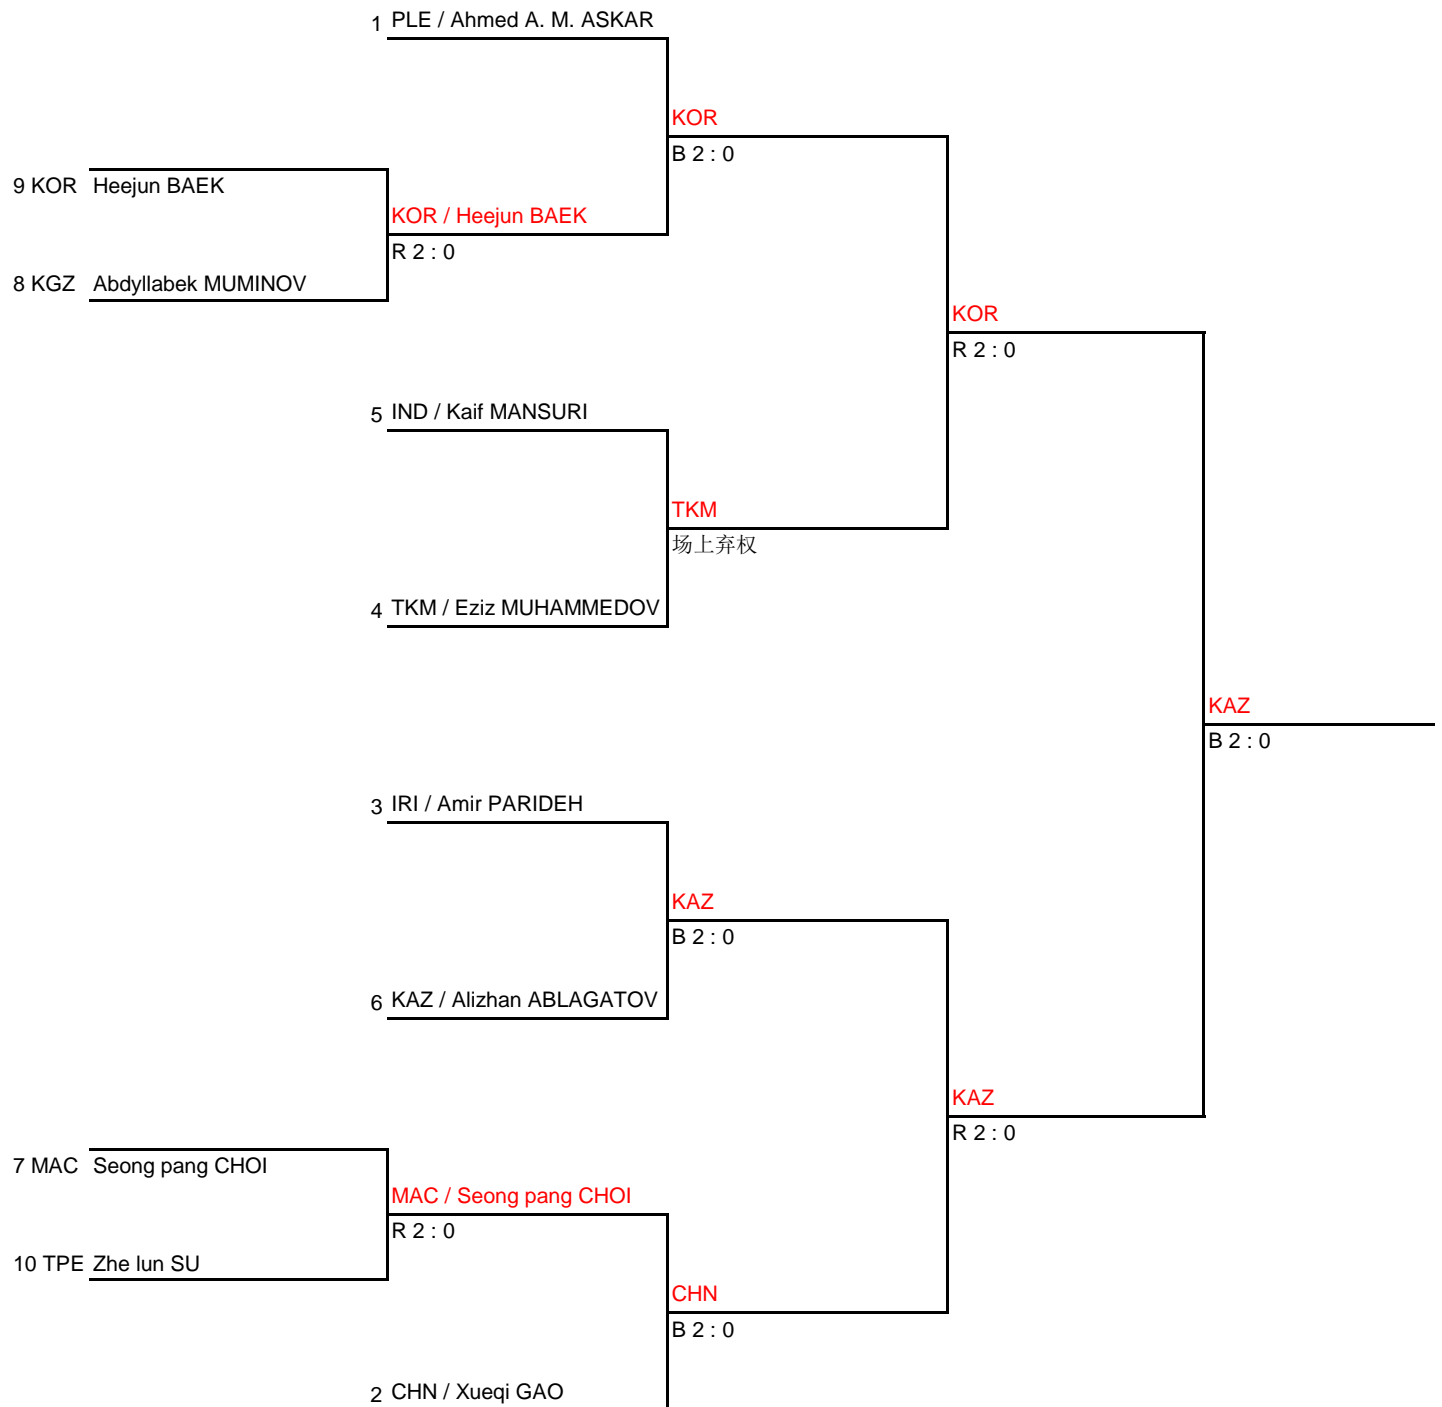 1 PLE / Ahmed A. M. ASKAR
KOR
B 2 : 0
9 KOR Heejun BAEK
KOR / Heejun BAEK
R 2 : 0
8 KGZ Abdyllabek MUMINOV
KOR
R 2 : 0
5 IND / Kaif MANSURI
TKM
场上弃权
4 TKM / Eziz MUHAMMEDOV
KAZ
B 2 : 0
3 IRI / Amir PARIDEH
KAZ
B 2 : 0
6 KAZ / Alizhan ABLAGATOV
KAZ
R 2 : 0
7 MAC Seong pang CHOI
MAC / Seong pang CHOI
R 2 : 0
10 TPE Zhe lun SU
CHN
B 2 : 0
2 CHN / Xueqi GAO